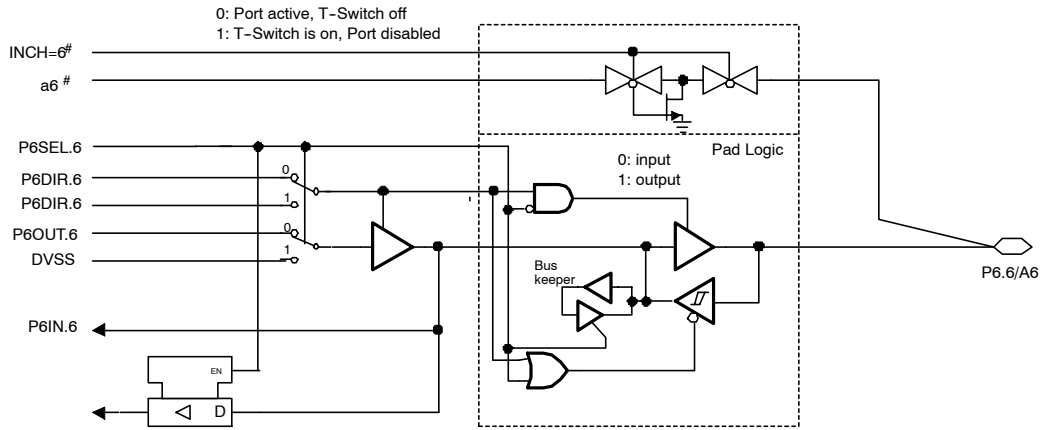 0: Port active, T-Switch off
1: T-Switch is on, Port disabled
INCH=6#
a6 #
Pad Logic
P6SEL.6
0: input
1: output
P6DIR.6
0
P6DIR.6
1
P6OUT.6
0
DVSS
1
P6.6/A6
Bus
keeper
P6IN.6
EN
D